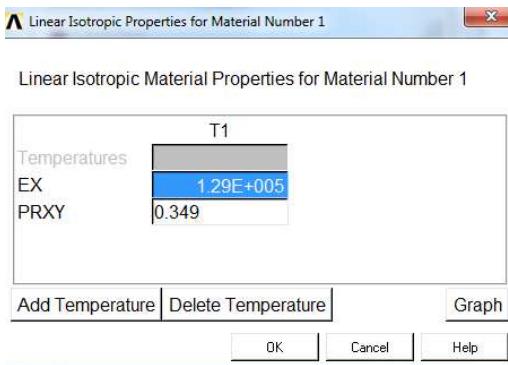 Linear Isotropic Properties for Material Number 1
Linear Isotropic Material Properties for Material Number 1
T1
Temperatures
EX 1.29E+005
PRXY 0.349
Add Temperature Delete Temperature Graph
OK Cancel Help